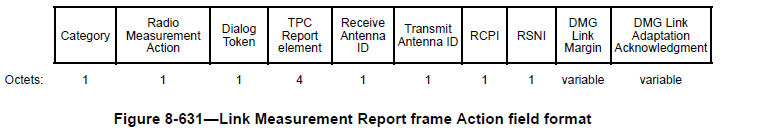 Category
Radio Measurement Action
Dialog Token
TPC Report element
Receive Antenna ID
Transmit Antenna ID
RCPI
RSNI
DMG Link Margin
DMG Link Adaptation Acknowledgment
Octets: 1 1 1 4 1 1 1 1 variable variable
Figure 8-631—Link Measurement Report frame Action field format